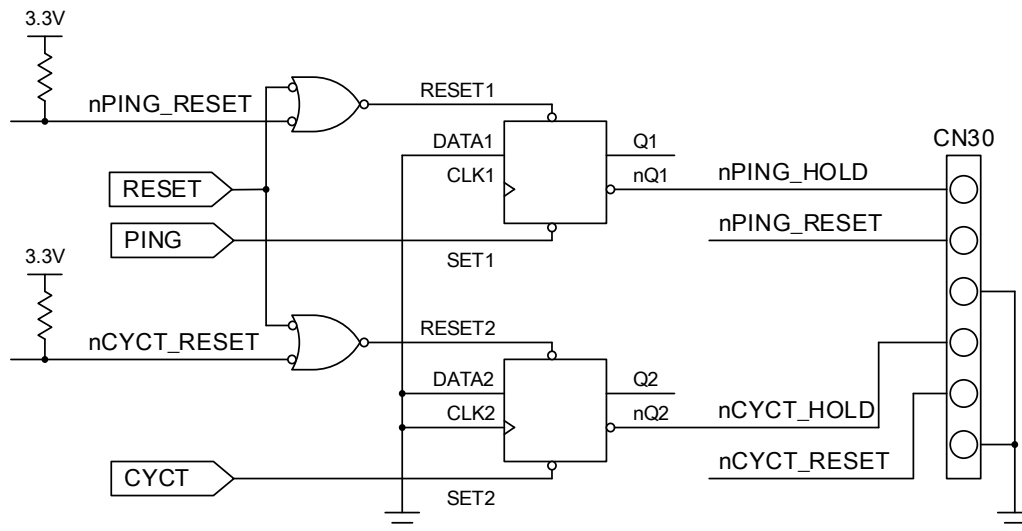 3.3V
nPING_RESET
RESET1
CN30
DATA1
Q1
nPING_HOLD
CLK1
nQ1
RESET
nPING_RESET
PING
SET1
3.3V
nCYCT_RESET
RESET2
DATA2
Q2
CLK2
nQ2
nCYCT_HOLD
nCYCT_RESET
CYCT
SET2